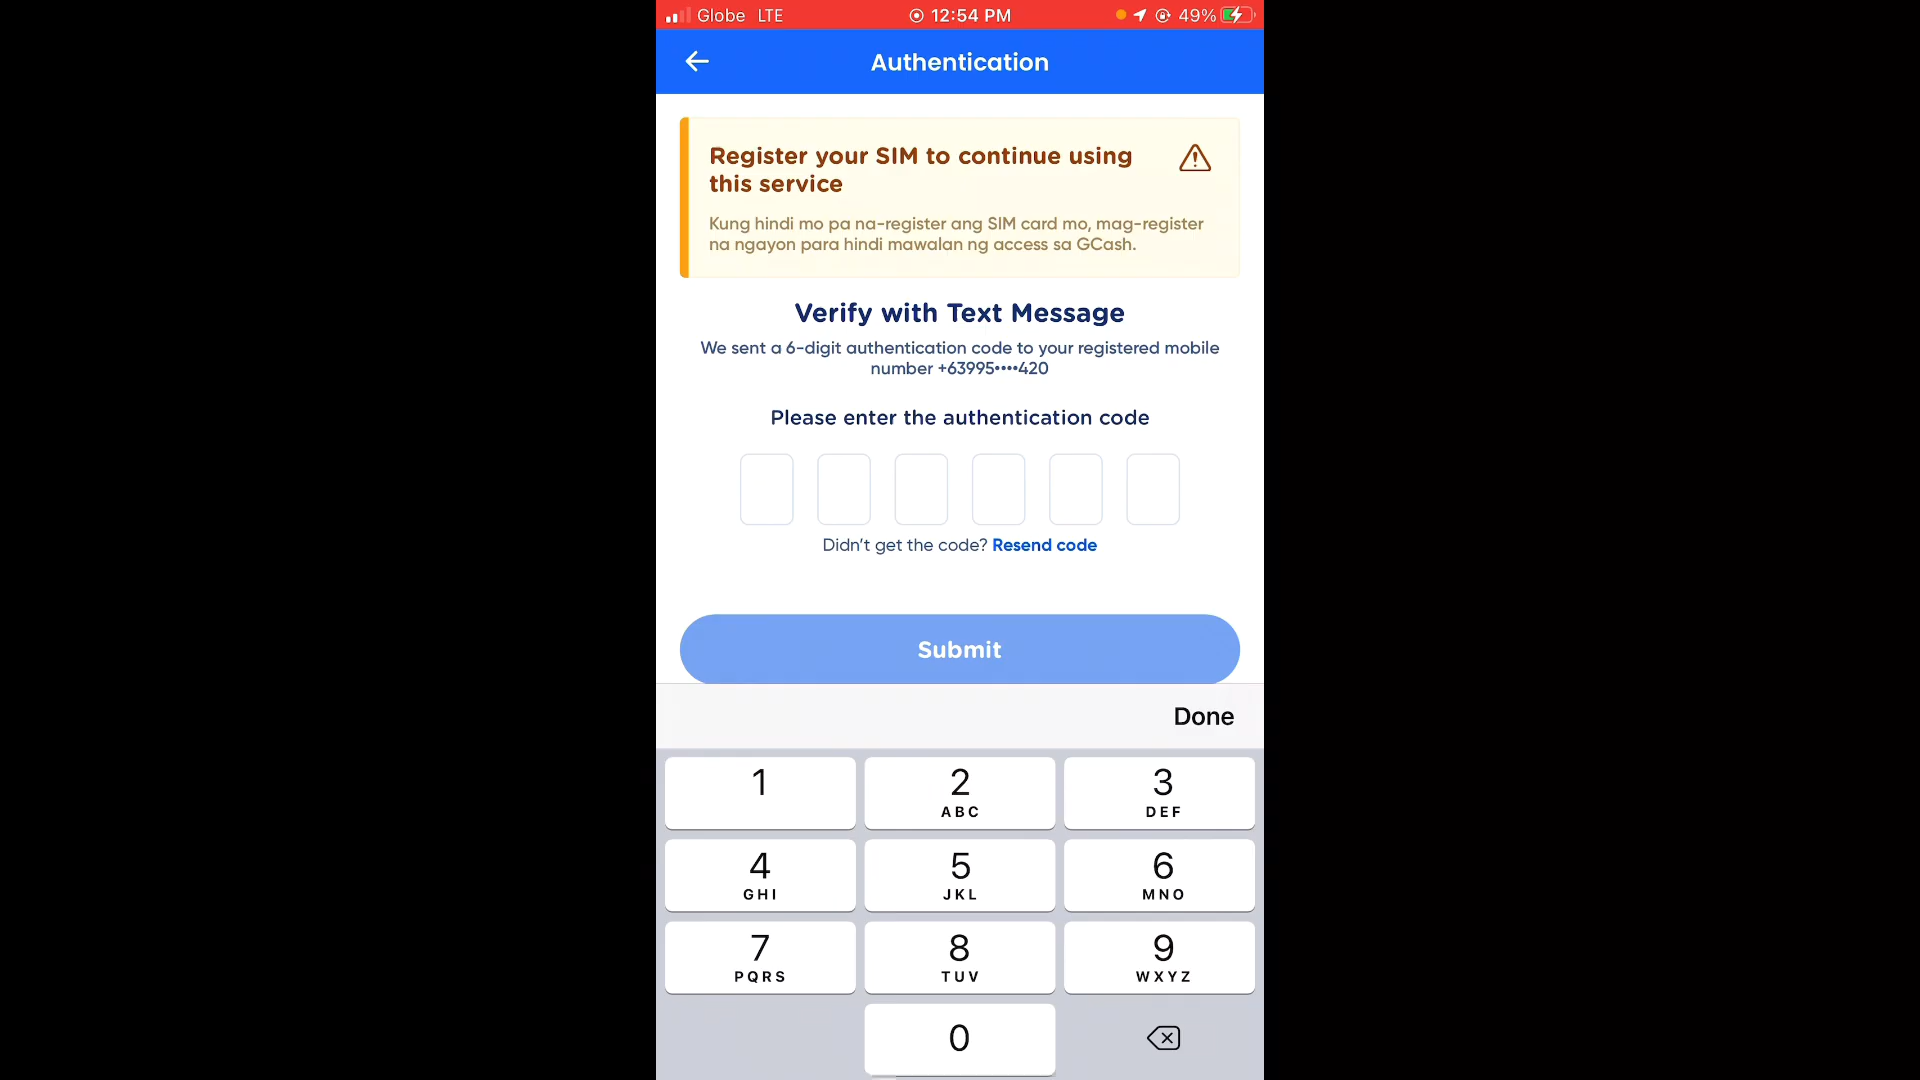 Globe LTE 12:54 PM 49%
Authentication
Register your SIM to continue using
this service
Kung hindi mo pa na-register ang SIM card mo, mag-register
na ngayon para hindi mawalan ng access sa GCash.
Verify with Text Message
We sent a 6-digit authentication code to your registered mobile
number +63995••••420
Please enter the authentication code
Didn't get the code? Resend code
Submit
Done
1 2 3
ABC DEF
4 5 6
GHI JKL MNO
7 8 9
PQRS TUV WXYZ
0